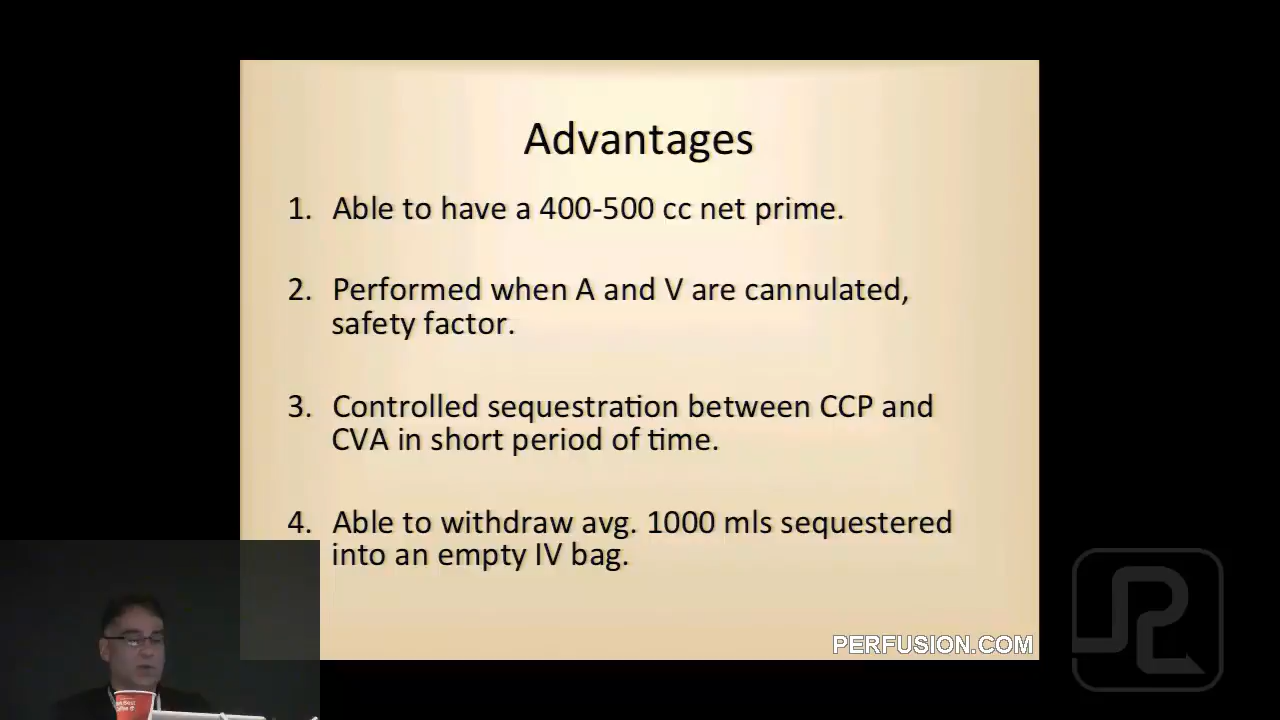 Advantages
1. Able to have a 400-500 cc net prime.
2. Performed when A and V are cannulated,
safety factor.
3. Controlled sequestration between CCP and
CVA in short period of time.
4. Able to withdraw avg. 1000 mls sequestered
into an empty IV bag.
PERFUSION.COM